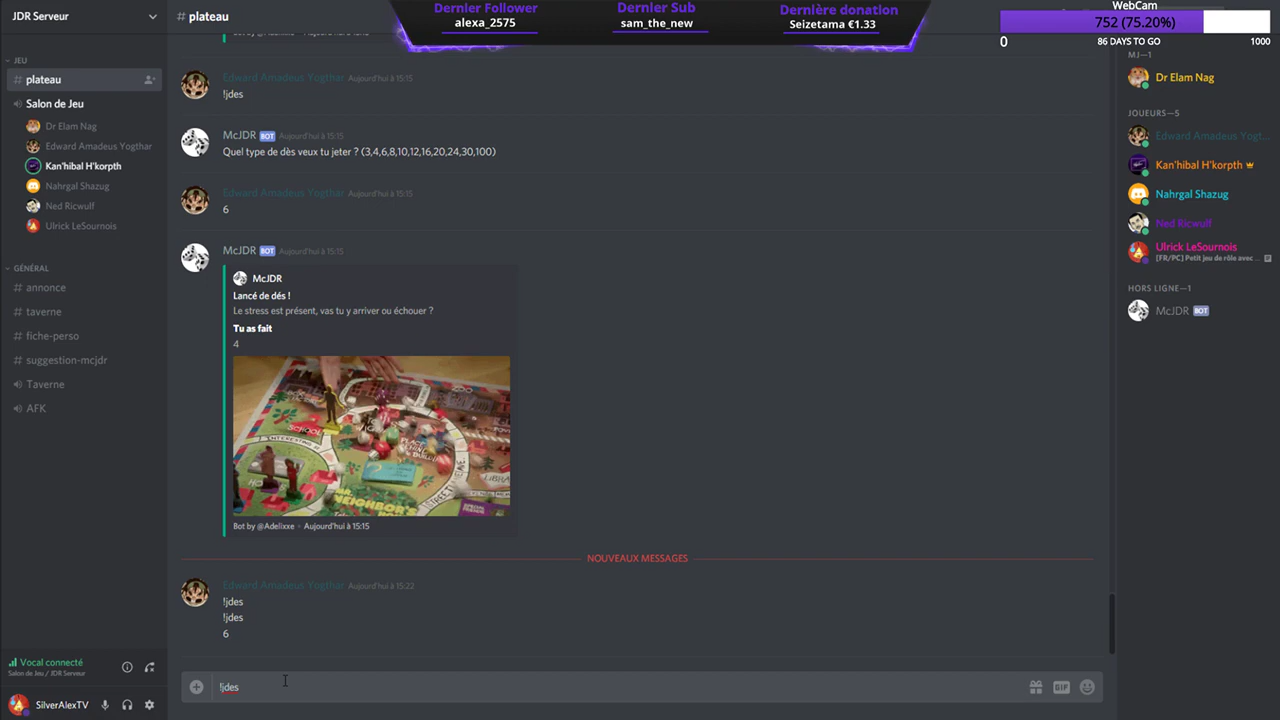 JDR Serveur
# plateau
Dernier Follower
alexa_2575
Dernier Sub
sam_the_new
Dernière donation
Seizetama €1.33
WebCam
752 (75.20%)
0
86 DAYS TO GO
1000
JEU
# plateau
Salon de Jeu
Dr Elam Nag
Edward Amadeus Yogthar
Kan'hibal H'korpth
Nahrgal Shazug
Ned Ricwulf
Ulrick LeSournois
GÉNÉRAL
# annonce
# taverne
# fiche-perso
# suggestion-mcjdr
Taverne
AFK
Vocal connecté
Salon de Jeu / JDR Serveur
SilverAlexTV
Edward Amadeus Yogthar Aujourd'hui à 15:15
!jdes
McJDR BOT Aujourd'hui à 15:15
Quel type de dès veux tu jeter ? (3,4,6,8,10,12,16,20,24,30,100)
Edward Amadeus Yogthar Aujourd'hui à 15:15
6
McJDR BOT Aujourd'hui à 15:15
McJDR
Lancé de dés !
Le stress est présent, vas tu y arriver ou échouer ?
Tu as fait
4
SCHOOL
MR.
NEIGHBOR'S
Bot by @Adelixxe • Aujourd'hui à 15:15
NOUVEAUX MESSAGES
Edward Amadeus Yogthar Aujourd'hui à 15:22
!jdes
!jdes
6
!jdes
GIF
MJ—1
Dr Elam Nag
JOUEURS—5
Edward Amadeus Yogt...
Kan'hibal H'korpth
Nahrgal Shazug
Ned Ricwulf
Ulrick LeSournois
[FR/PC] Petit jeu de rôle avec ...
HORS LIGNE—1
McJDR BOT